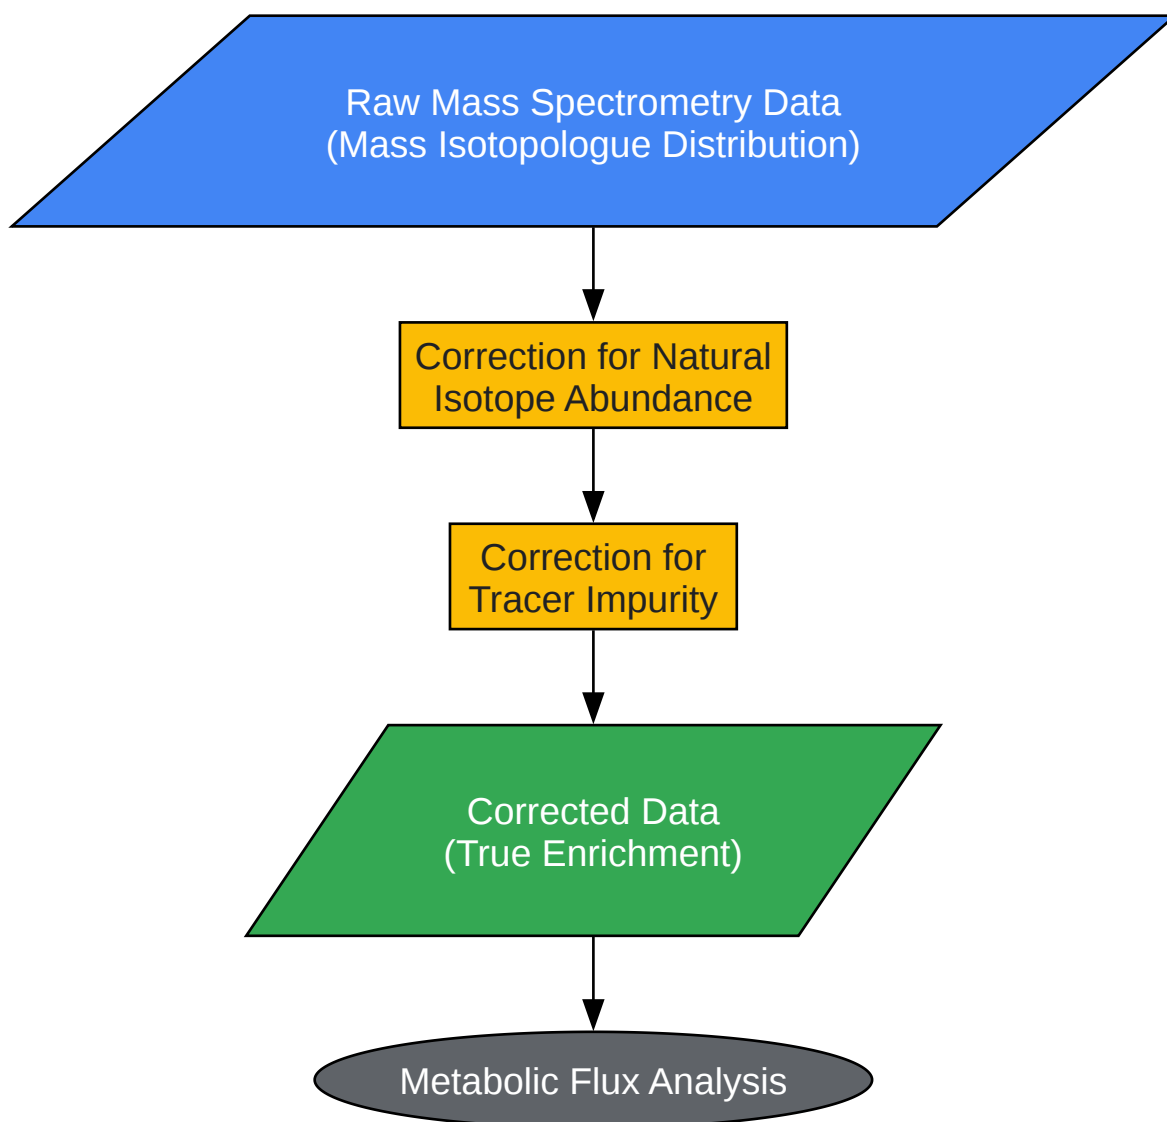 Raw Mass Spectrometry Data
(Mass Isotopologue Distribution)
Correction for Natural
Isotope Abundance
Correction for
Tracer Impurity
Corrected Data
(True Enrichment)
Metabolic Flux Analysis